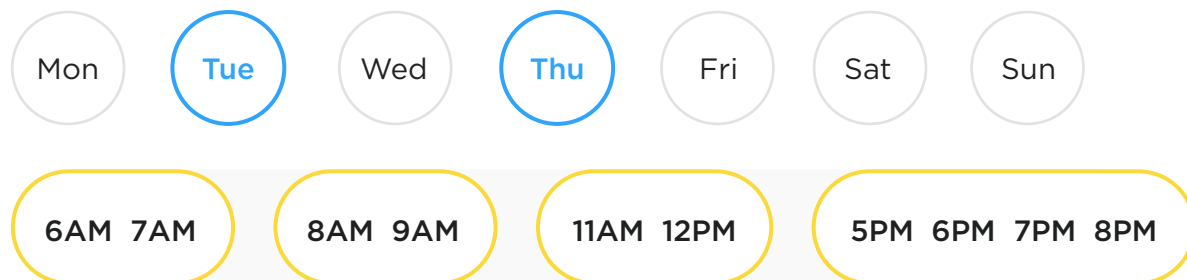 Mon Tue Wed Thu Fri Sat Sun
6AM 7AM 8AM 9AM 11AM 12PM 5PM 6PM 7PM 8PM